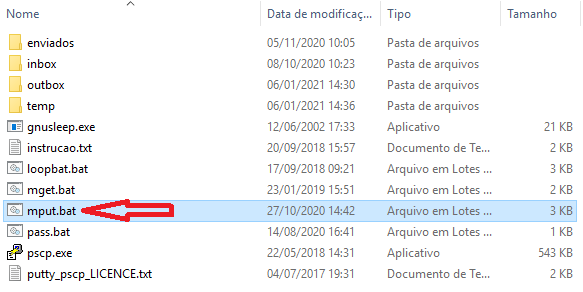 Nome Data de modificaç... Tipo Tamanho
enviados 05/11/2020 10:05 Pasta de arquivos
inbox 08/10/2020 10:23 Pasta de arquivos
outbox 06/01/2021 14:30 Pasta de arquivos
temp 06/01/2021 14:36 Pasta de arquivos
gnusleep.exe 12/06/2002 17:33 Aplicativo 21 KB
instrucao.txt 20/09/2018 15:57 Documento de Te... 2 KB
loopbat.bat 17/09/2018 09:21 Arquivo em Lotes ... 3 KB
mget.bat 23/01/2019 15:51 Arquivo em Lotes ... 2 KB
mput.bat 27/10/2020 14:42 Arquivo em Lotes ... 3 KB
pass.bat 14/08/2020 16:41 Arquivo em Lotes ... 1 KB
pscp.exe 22/05/2018 14:31 Aplicativo 543 KB
putty_pscp_LICENCE.txt 04/07/2017 19:31 Documento de Te... 2 KB